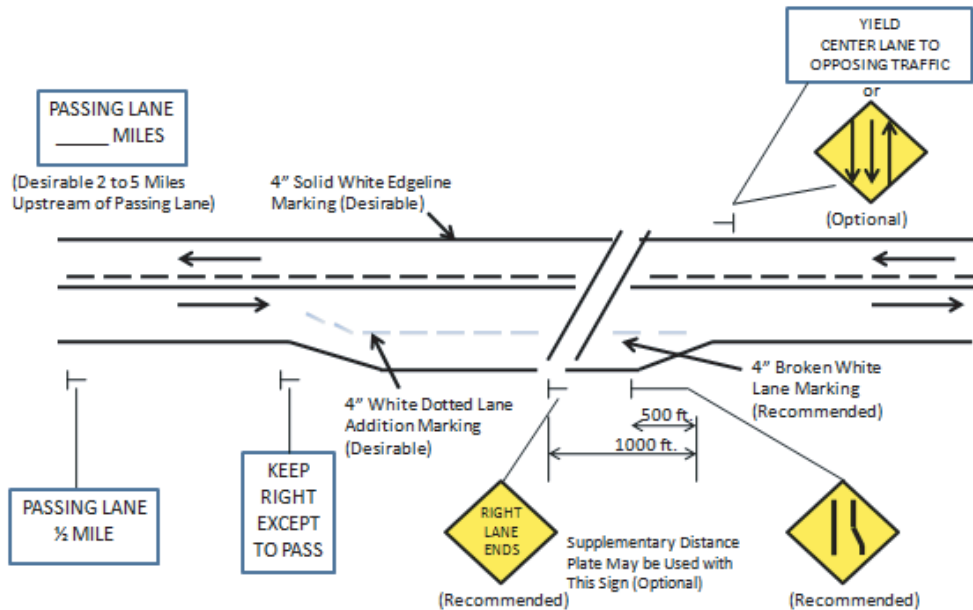 YIELD
CENTER LANE TO
OPPOSING TRAFFIC
or
(Optional)
PASSING LANE
_____ MILES
(Desirable 2 to 5 Miles
Upstream of Passing Lane)
4” Solid White Edgeline
Marking (Desirable)
4” White Dotted Lane
Addition Marking
(Desirable)
4” Broken White
Lane Marking
(Recommended)
500 ft.
1000 ft.
PASSING LANE
½ MILE
KEEP
RIGHT
EXCEPT
TO PASS
RIGHT
LANE
ENDS
(Recommended)
Supplementary Distance
Plate May be Used with
This Sign (Optional)
(Recommended)